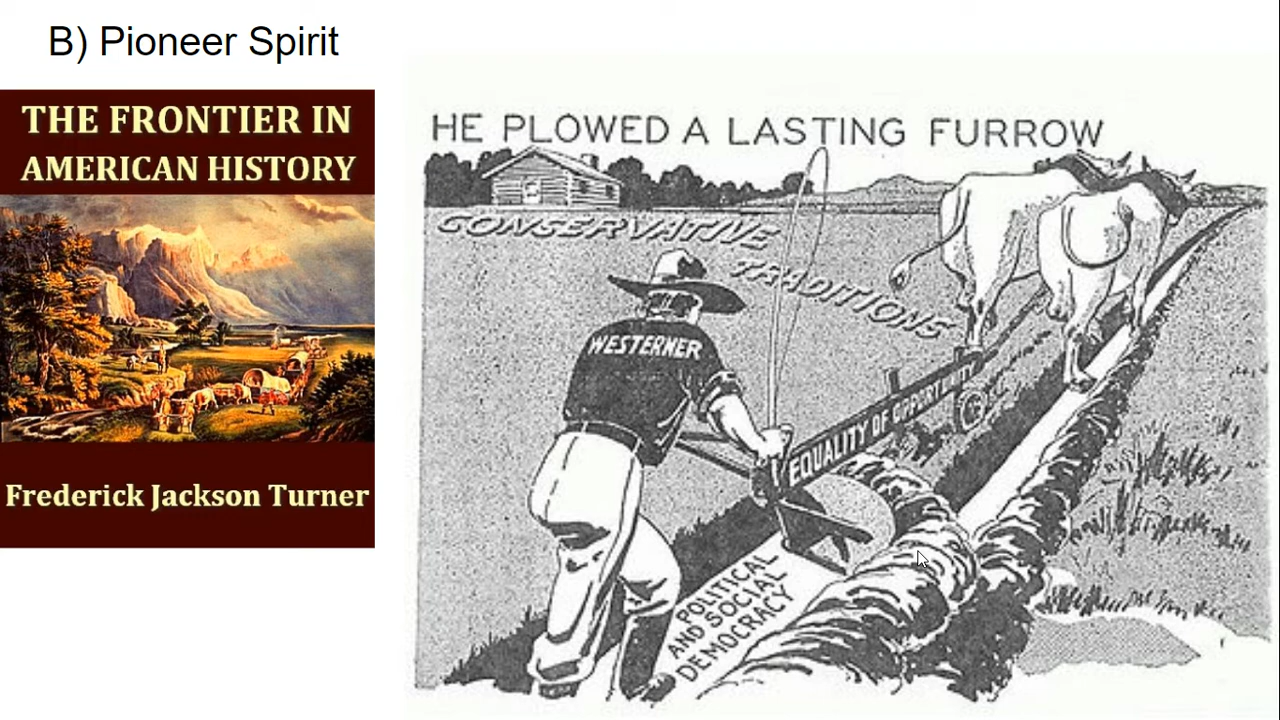 B) Pioneer Spirit
THE FRONTIER IN
AMERICAN HISTORY
Frederick Jackson Turner
HE PLOWED A LASTING FURROW
CONSERVATIVE
TRADITIONS
WESTERNER
EQUALITY OF OPPORTUNITY
POLITICAL
AND SOCIAL
DEMOCRACY